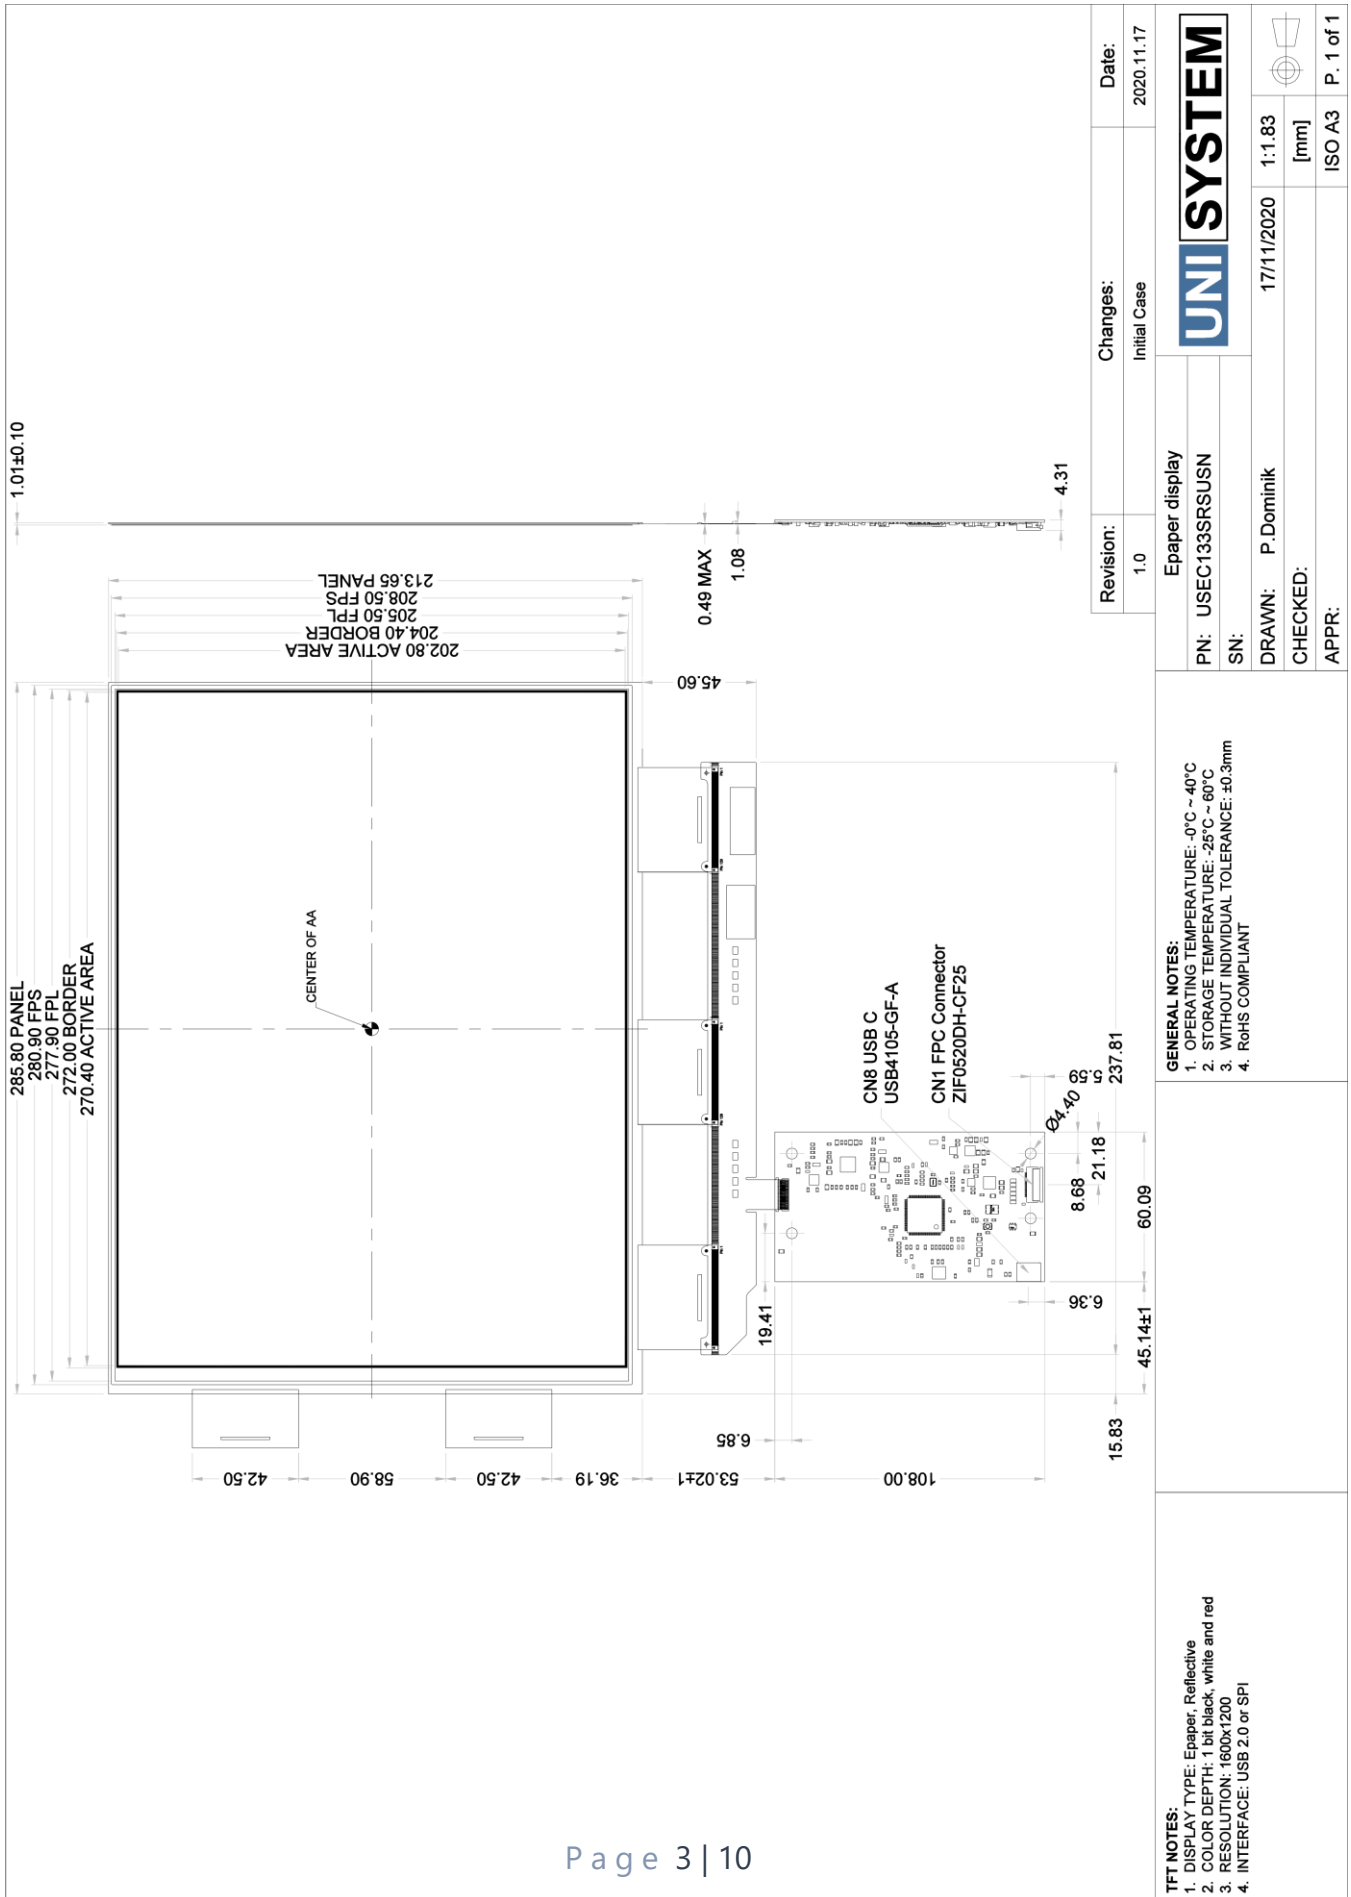 1.01±0.10
285.80 PANEL
280.90 FPS
277.90 FPL
272.00 BORDER
270.40 ACTIVE AREA
213.65 PANEL
208.50 FPS
205.50 FPL
204.40 BORDER
202.80 ACTIVE AREA
CENTER OF AA
45.60
0.49 MAX
1.08
4.31
CN8 USB C
USB4105-GF-A
CN1 FPC Connector
ZIF0520DH-CF25
237.81
5.59
Ø4.40
8.68
21.18
60.09
6.36
45.14±1
15.83
19.41
6.85
42.50
58.90
42.50
36.19
53.02±1
108.00
Revision:
Changes:
Date:
1.0
Initial Case
2020.11.17
Epaper display
UNI SYSTEM
PN: USEC133SRSUSN
SN:
DRAWN: P.Dominik 17/11/2020 1:1.83
CHECKED: [mm]
APPR: ISO A3 P. 1 of 1
GENERAL NOTES:
1. OPERATING TEMPERATURE: -0°C ~ 40°C
2. STORAGE TEMPERATURE: -25°C ~ 60°C
3. WITHOUT INDIVIDUAL TOLERANCE: ±0.3mm
4. RoHS COMPLIANT
TFT NOTES:
1. DISPLAY TYPE: Epaper, Reflective
2. COLOR DEPTH: 1 bit black, white and red
3. RESOLUTION: 1600x1200
4. INTERFACE: USB 2.0 or SPI
Page 3 | 10